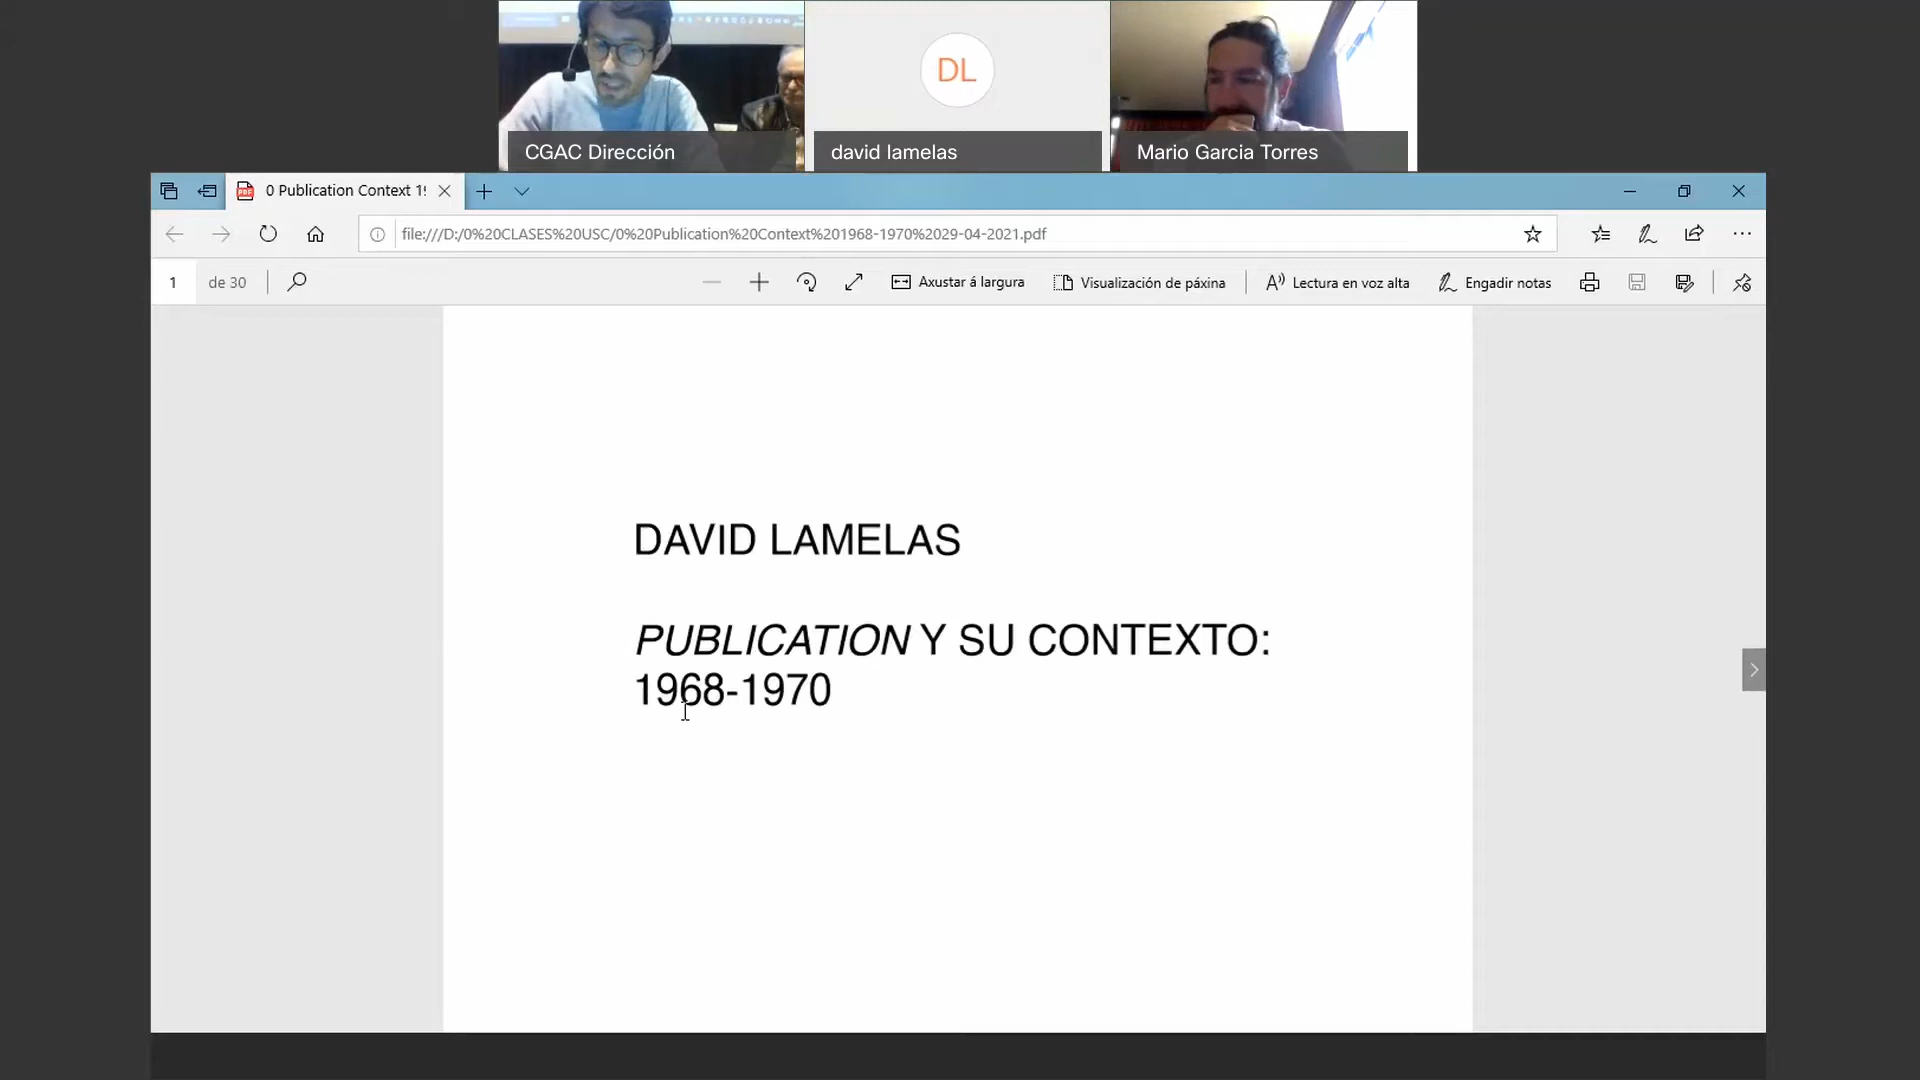 DL
CGAC Dirección
david lamelas
Mario Garcia Torres
0 Publication Context 19
file:///D:/0%20CLASES%20USC/0%20Publication%20Context%201968-1970%2029-04-2021.pdf
1 de 30
Axustar á largura
Visualización de páxina
Lectura en voz alta
Engadir notas
DAVID LAMELAS
PUBLICATION Y SU CONTEXTO:
1968-1970